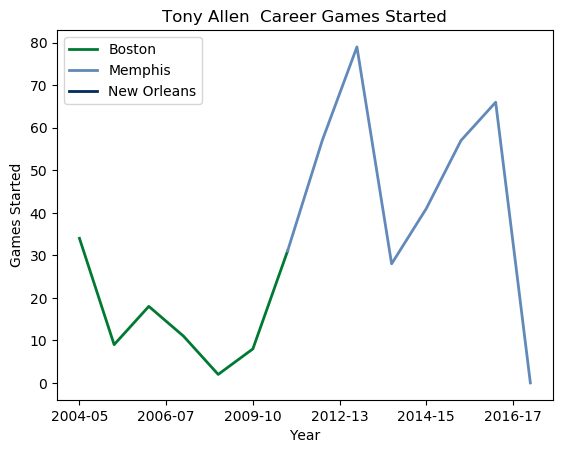 Tony Allen  Career Games Started
Boston
Memphis
New Orleans
80
70
60
50
40
30
20
10
0
Games Started
2004-05 2006-07 2009-10 2012-13 2014-15 2016-17
Year